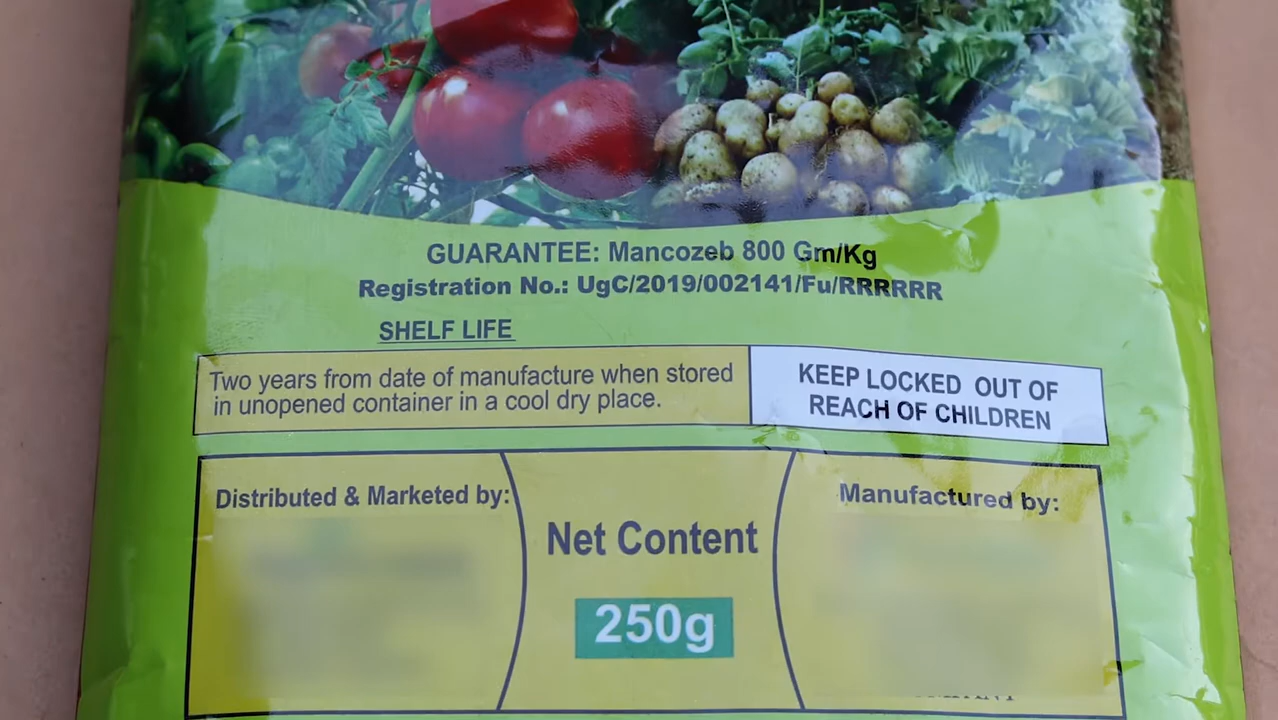 GUARANTEE: Mancozeb 800 Gm/Kg
Registration No.: UgC/2019/002141/Fu/RRRRRR
SHELF LIFE
Two years from date of manufacture when stored
in unopened container in a cool dry place.
KEEP LOCKED OUT OF
REACH OF CHILDREN
Distributed & Marketed by:
Net Content
250g
Manufactured by: